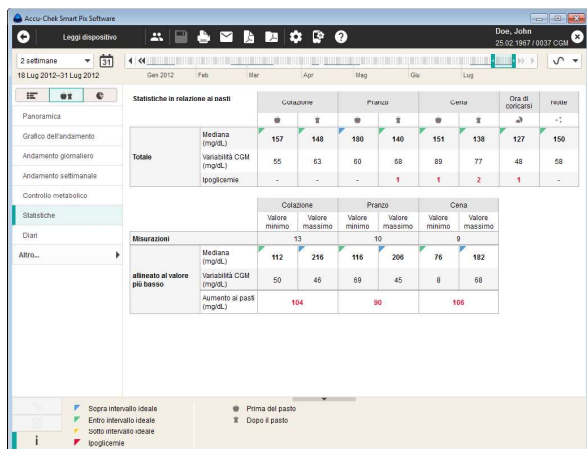 Accu-Chek Smart Pix Software
Leggi dispositivo
Doe, John
25.02.1967 / 0037 CGM
2 settimane
31
18 Lug 2012–31 Lug 2012
Gen 2012 Feb Mar Apr Mag Giu Lug
Panoramica
Grafico dell'andamento
Andamento giornaliero
Andamento settimanale
Controllo metabolico
Statistiche
Diari
Altro...
Statistiche in relazione ai pasti
Colazione Pranzo Cena Ora di coricarsi Notte
Totale
Mediana (mg/dL) 157 148 180 140 151 138 127 150
Variabilità CGM (mg/dL) 55 63 60 68 89 77 48 58
Ipoglicemie - - - 1 1 2 1 -
Colazione Pranzo Cena
Valore minimo Valore massimo Valore minimo Valore massimo Valore minimo Valore massimo
Misurazioni 13 10 9
allineato al valore più basso
Mediana (mg/dL) 112 216 116 206 76 182
Variabilità CGM (mg/dL) 50 46 69 45 8 68
Aumento ai pasti (mg/dL) 104 90 106
Sopra intervallo ideale
Entro intervallo ideale
Sotto intervallo ideale
Ipoglicemie
Prima del pasto
Dopo il pasto
i